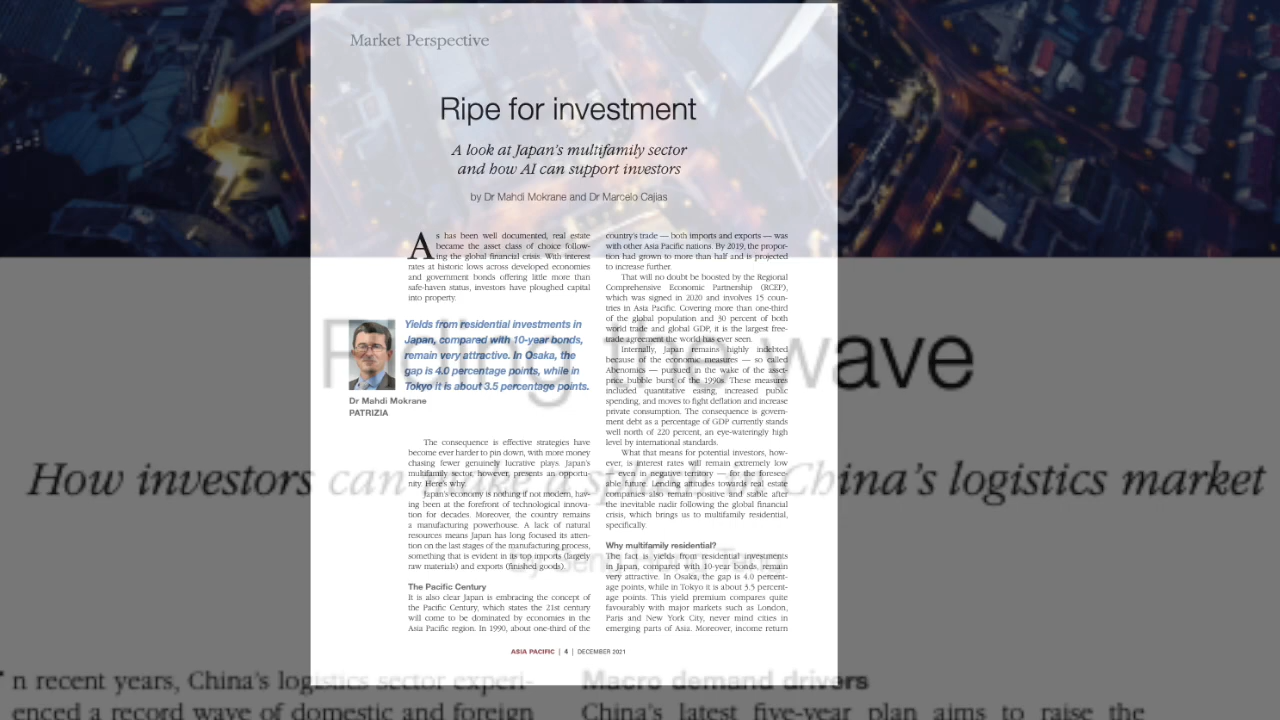 Market Perspective
Ripe for investment
A look at Japan's multifamily sector
and how AI can support investors
by Dr Mahdi Mokrane and Dr Marcelo Cajias
As has been well documented, real estate
became the asset class of choice follow-
ing the global financial crisis. With interest
rates at historic lows across developed economies
and government bonds offering little more than
safe-haven status, investors have ploughed capital
into property.
Yields from residential investments in
Japan, compared with 10-year bonds,
remain very attractive. In Osaka, the
gap is 4.0 percentage points, while in
Tokyo it is about 3.5 percentage points.
Dr Mahdi Mokrane
PATRIZIA
The consequence is effective strategies have
become ever harder to pin down, with more money
chasing fewer genuinely lucrative plays. Japan's
multifamily sector, however, presents an opportu-
nity. Here's why.
Japan's economy is nothing if not modern, hav-
ing been at the forefront of technological innova-
tion for decades. Moreover, the country remains
a manufacturing powerhouse. A lack of natural
resources means Japan has long focused its atten-
tion on the last stages of the manufacturing process,
something that is evident in its top imports (largely
raw materials) and exports (finished goods).
The Pacific Century
It is also clear Japan is embracing the concept of
the Pacific Century, which states the 21st century
will come to be dominated by economies in the
Asia Pacific region. In 1990, about one-third of the
country's trade — both imports and exports — was
with other Asia Pacific nations. By 2019, the propor-
tion had grown to more than half and is projected
to increase further.
That will no doubt be boosted by the Regional
Comprehensive Economic Partnership (RCEP),
which was signed in 2020 and involves 15 coun-
tries in Asia Pacific. Covering more than one-third
of the global population and 30 percent of both
world trade and global GDP, it is the largest free-
trade agreement the world has ever seen.
Internally, Japan remains highly indebted
because of the economic measures — so called
Abenomics — pursued in the wake of the asset-
price bubble burst of the 1990s. These measures
included quantitative easing, increased public
spending, and moves to fight deflation and increase
private consumption. The consequence is govern-
ment debt as a percentage of GDP currently stands
well north of 220 percent, an eye-wateringly high
level by international standards.
What that means for potential investors, how-
ever, is interest rates will remain extremely low
— even in negative territory — for the foresee-
able future. Lending attitudes towards real estate
companies also remain positive and stable after
the inevitable nadir following the global financial
crisis, which brings us to multifamily residential,
specifically.
Why multifamily residential?
The fact is yields from residential investments
in Japan, compared with 10-year bonds, remain
very attractive. In Osaka, the gap is 4.0 percent-
age points, while in Tokyo it is about 3.5 percent-
age points. This yield premium compares quite
favourably with major markets such as London,
Paris and New York City, never mind cities in
emerging parts of Asia. Moreover, income return
ASIA PACIFIC | 4 | DECEMBER 2021
the wave
How investors can China's logistics market
n recent years, China's logistics sector experi-
enced a record wave of domestic and foreign
Macro demand drivers
China's latest five-year plan aims to raise the